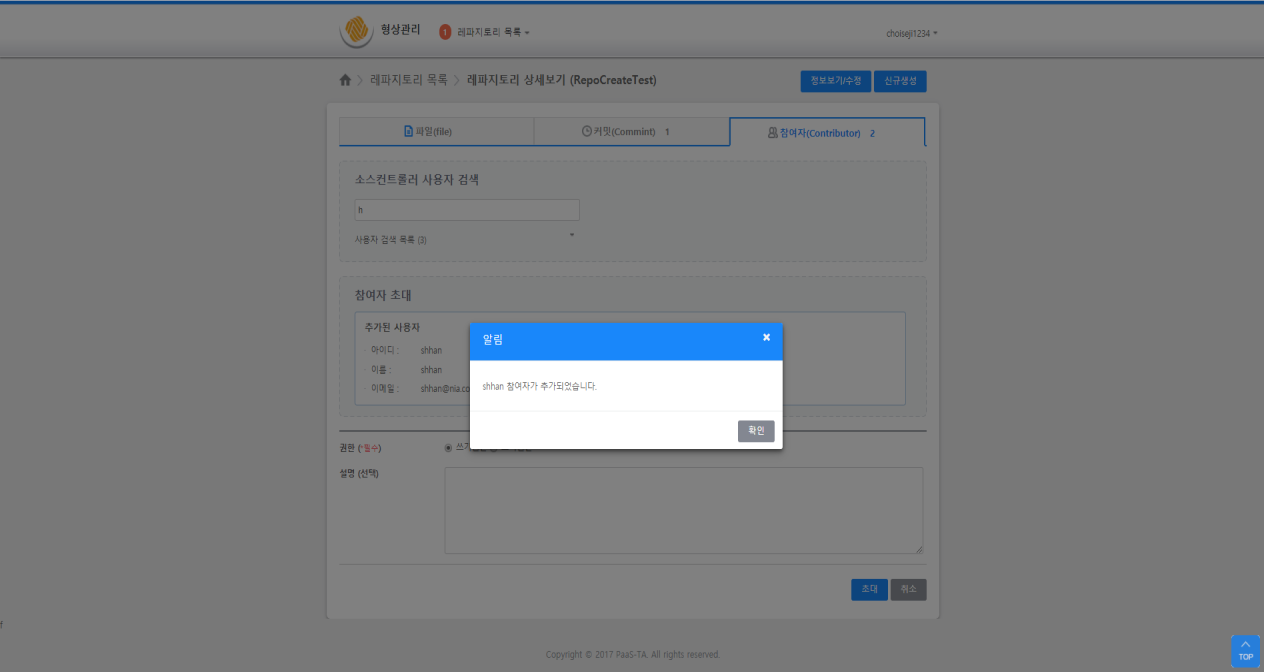 형상관리
1 레파지토리 목록
choiseji1234
레파지토리 목록 > 레파지토리 상세보기 (RepoCreateTest)
정보보기/수정
신규생성
파일(file)
커밋(Commint) 1
참여자(Contributor) 2
소스컨트롤러 사용자 검색
h
사용자 검색 목록 (3)
참여자 초대
추가된 사용자
아이디 : shhan
이름 : shhan
이메일 : shhan@nia.co
알림
×
shhan 참여자가 추가되었습니다.
확인
권한 (*필수)
쓰기
설명 (선택)
초대
취소
f
Copyright © 2017 PaaS-TA. All rights reserved.
TOP